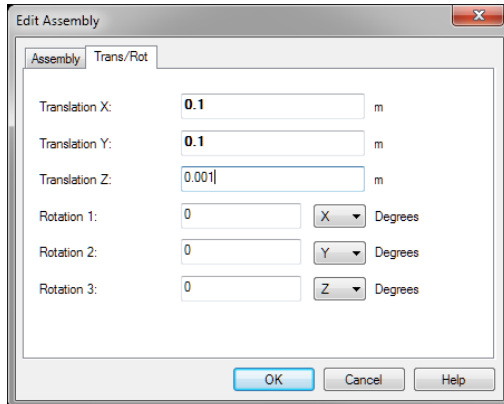 Edit Assembly
Assembly Trans/Rot
Translation X: 0.1 m
Translation Y: 0.1 m
Translation Z: 0.001 m
Rotation 1: 0 X Degrees
Rotation 2: 0 Y Degrees
Rotation 3: 0 Z Degrees
OK Cancel Help